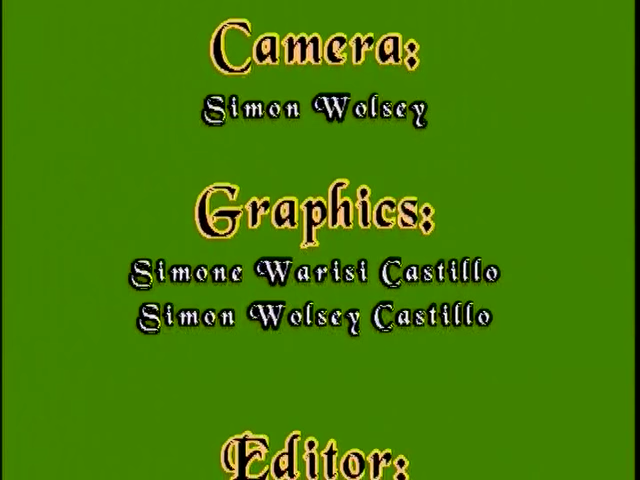 Camera:
Simon Wolsey
Graphics:
Simone Warisi Castillo
Simon Wolsey Castillo
Editor: